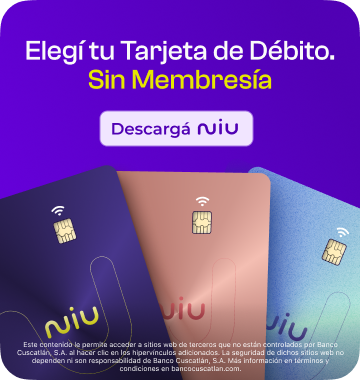 Elegí tu Tarjeta de Débito.
Sin Membresía
Descargá niu
niu
niu
niu
Este contenido le permite acceder a sitios web de terceros que no están controlados por Banco
Cuscatlán, S.A. al hacer clic en los hipervínculos adicionados. La seguridad de dichos sitios web no
dependen ni son responsabilidad de Banco Cuscatlán, S.A. Más información en términos y
condiciones en bancocuscatlan.com.